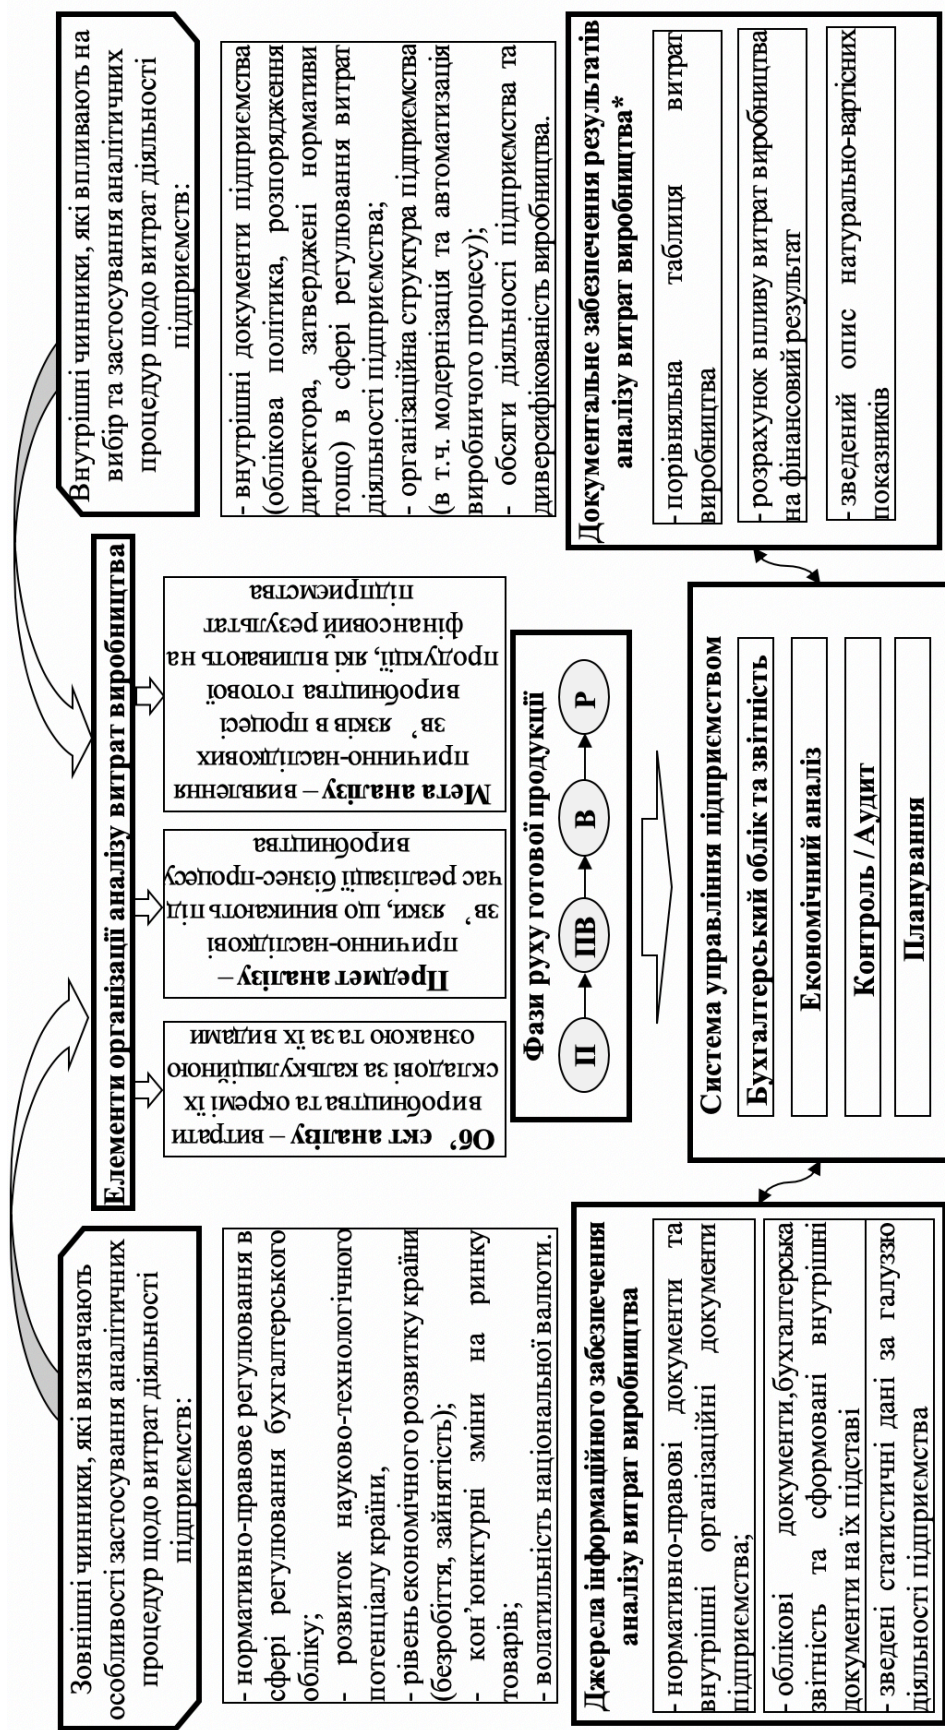 Зовнішні чинники, які визначають
особливості застосування аналітичних
процедур щодо витрат діяльності
підприємств:
- нормативно-правове регулювання в
сфері регулювання бухгалтерського
обліку;
- розвиток науково-технологічного
потенціалу країни,
- рівень економічного розвитку країни
(безробіття, зайнятість);
- кон’юнктурні зміни на ринку
товарів;
- волатильність національної валюти.
Елементи організації аналізу витрат виробництва
Об’єкт аналізу – витрати
виробництва та окремі їх
складові за калькуляційною
ознакою та за їх видами
Предмет аналізу –
причинно-наслідкові
зв’язки, що виникають під
час реалізації бізнес-процесу
виробництва
Мета аналізу – виявлення
причинно-наслідкових
зв’язків в процесі
виробництва готової
продукції, які впливають на
фінансовий результат
підприємства
Внутрішні чинники, які впливають на
вибір та застосування аналітичних
процедур щодо витрат діяльності
підприємств:
- внутрішні документи підприємства
(облікова політика, розпорядження
директора, затверджені нормативи
тощо) в сфері регулювання витрат
діяльності підприємства;
- організаційна структура підприємства
(в т.ч. модернізація та автоматизація
виробничого процесу);
- обсяги діяльності підприємства та
диверсифікованість виробництва.
Фази руху готової продукції
П
ПВ
В
Р
Джерела інформаційного забезпечення
аналізу витрат виробництва
- нормативно-правові документи та
внутрішні організаційні документи
підприємства;
- облікові документи,бухгалтерська
звітність та сформовані внутрішні
документи на їх підставі
- зведені статистичні дані за галуззю
діяльності підприємства
Система управління підприємством
Бухгалтерський облік та звітність
Економічний аналіз
Контроль / Аудит
Планування
Документальне забезпечення результатів
аналізу витрат виробництва*
- порівняльна таблиця витрат
виробництва
- розрахунок впливу витрат виробництва
на фінансовий результат
- зведений опис натурально-вартісних
показників